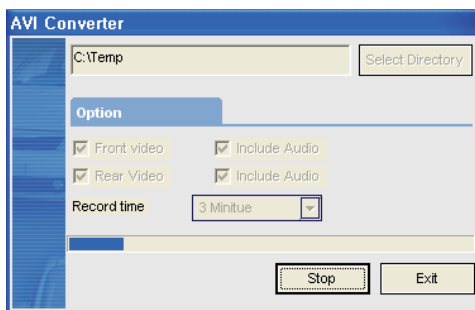 AVI Converter
C:\Temp
Select Directory
Option
Front video
Include Audio
Rear Video
Include Audio
Record time
3 Minitue
Stop
Exit